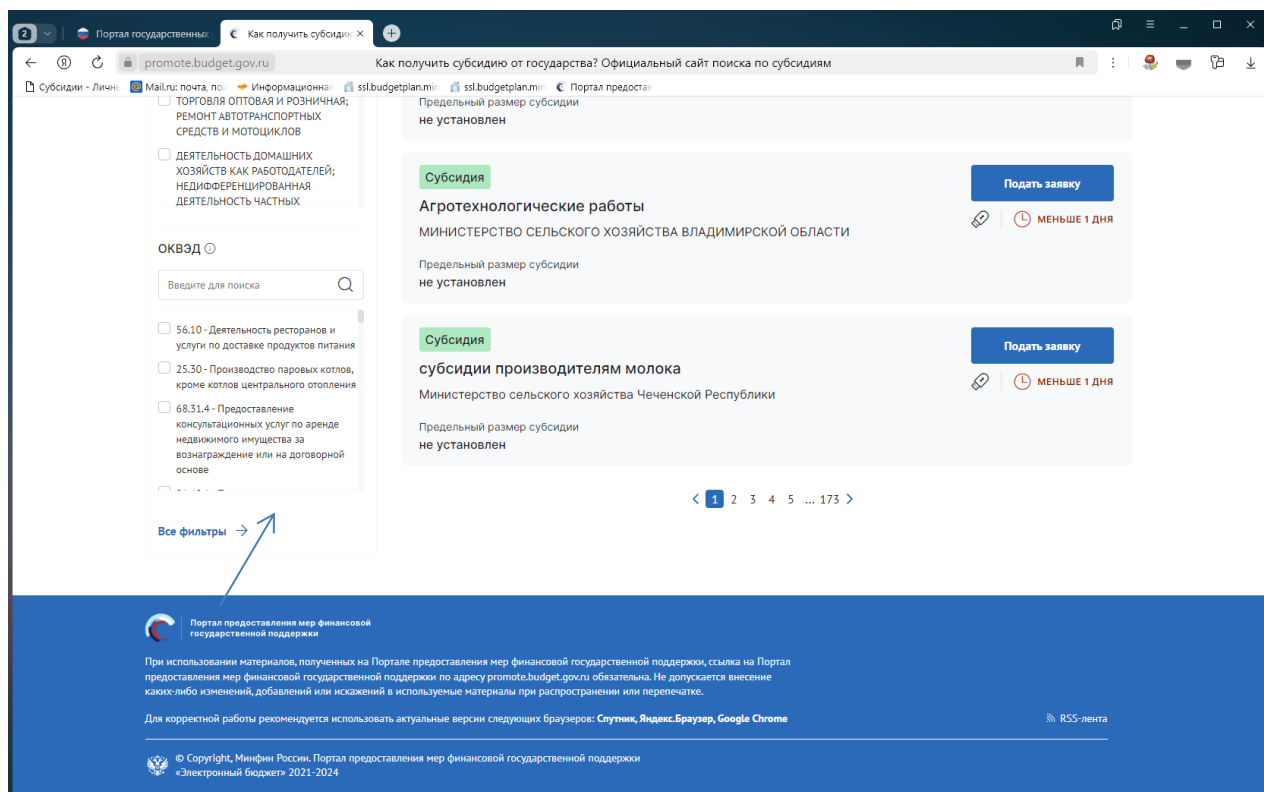 2
Портал государственных
Как получить субсидию
promote.budget.gov.ru
Как получить субсидию от государства? Официальный сайт поиска по субсидиям
Субсидии - Личн
Mail.ru: почта, по
Информационная
ssl.budgetplan.min
ssl.budgetplan.min
Портал предостав
ТОРГОВЛЯ ОПТОВАЯ И РОЗНИЧНАЯ;
РЕМОНТ АВТОТРАНСПОРТНЫХ
СРЕДСТВ И МОТОЦИКЛОВ
ДЕЯТЕЛЬНОСТЬ ДОМАШНИХ
ХОЗЯЙСТВ КАК РАБОТОДАТЕЛЕЙ;
НЕДИФФЕРЕНЦИРОВАННАЯ
ДЕЯТЕЛЬНОСТЬ ЧАСТНЫХ
ОКВЭД
Введите для поиска
56.10 - Деятельность ресторанов и
услуги по доставке продуктов питания
25.30 - Производство паровых котлов,
кроме котлов центрального отопления
68.31.4 - Предоставление
консультационных услуг по аренде
недвижимого имущества за
вознаграждение или на договорной
основе
Все фильтры
Предельный размер субсидии
не установлен
Субсидия
Агротехнологические работы
МИНИСТЕРСТВО СЕЛЬСКОГО ХОЗЯЙСТВА ВЛАДИМИРСКОЙ ОБЛАСТИ
Предельный размер субсидии
не установлен
Подать заявку
МЕНЬШЕ 1 ДНЯ
Субсидия
субсидии производителям молока
Министерство сельского хозяйства Чеченской Республики
Предельный размер субсидии
не установлен
Подать заявку
МЕНЬШЕ 1 ДНЯ
1 2 3 4 5 ... 173
Портал предоставления мер финансовой
государственной поддержки
При использовании материалов, полученных на Портале предоставления мер финансовой государственной поддержки, ссылка на Портал
предоставления мер финансовой государственной поддержки по адресу promote.budget.gov.ru обязательна. Не допускается внесение
каких-либо изменений, добавлений или искажений в используемые материалы при распространении или перепечатке.
Для корректной работы рекомендуется использовать актуальные версии следующих браузеров: Спутник, Яндекс.Браузер, Google Chrome
RSS-лента
© Copyright, Минфин России. Портал предоставления мер финансовой государственной поддержки
«Электронный бюджет» 2021-2024